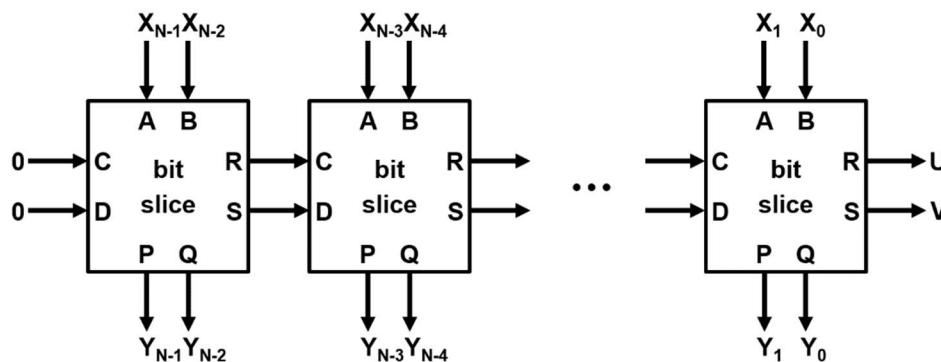 X_{N-1} X_{N-2} X_{N-3} X_{N-4} X_1 X_0
A B A B A B
0 C R C R C R U
bit bit bit
slice slice slice
0 D S D S ... D S V
P Q P Q P Q
Y_{N-1} Y_{N-2} Y_{N-3} Y_{N-4} Y_1 Y_0